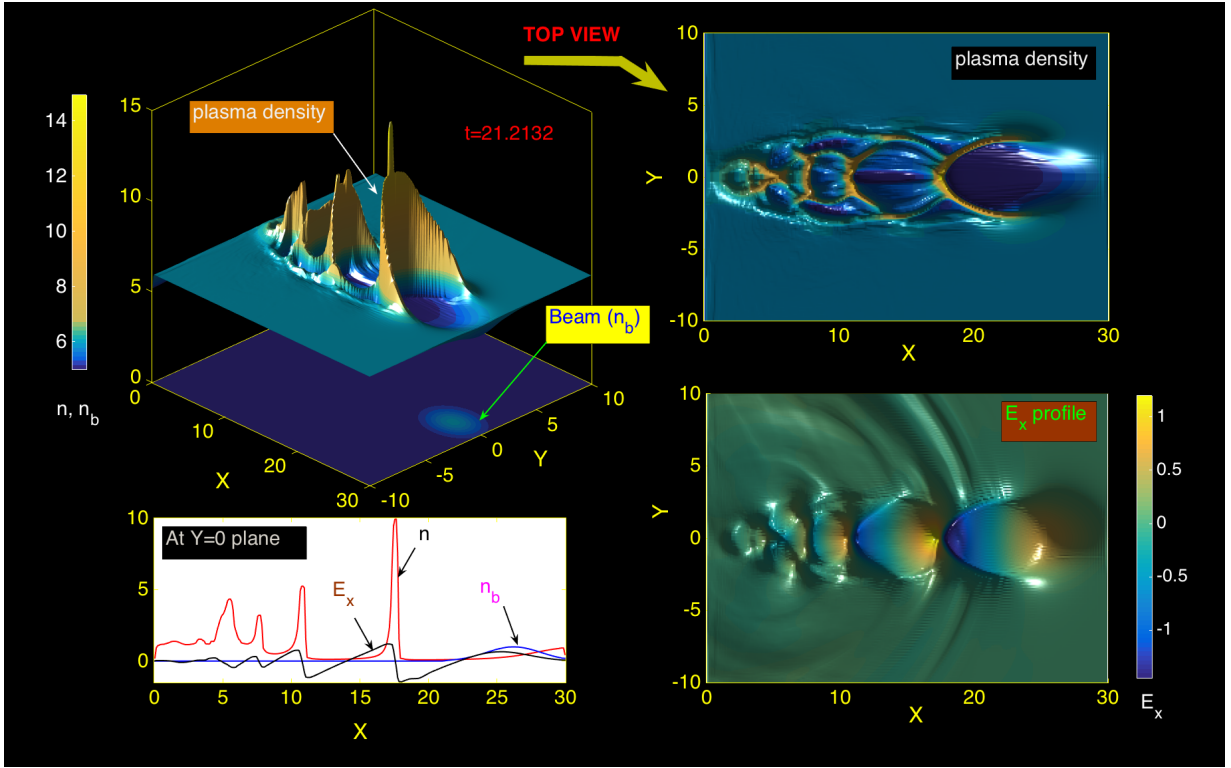 TOP VIEW
plasma density
t=21.2132
15
10
5
0
0
10
20
30
X
-10
-5
0
5
10
Y
14
12
10
8
6
n, n_b
Beam (n_b)
plasma density
10
5
0
-5
-10
Y
0
10
20
30
X
E_x profile
10
5
0
-5
-10
Y
0
10
20
30
X
1
0.5
0
-0.5
-1
E_x
At Y=0 plane
n
E_x
n_b
10
5
0
0
5
10
15
20
25
30
X